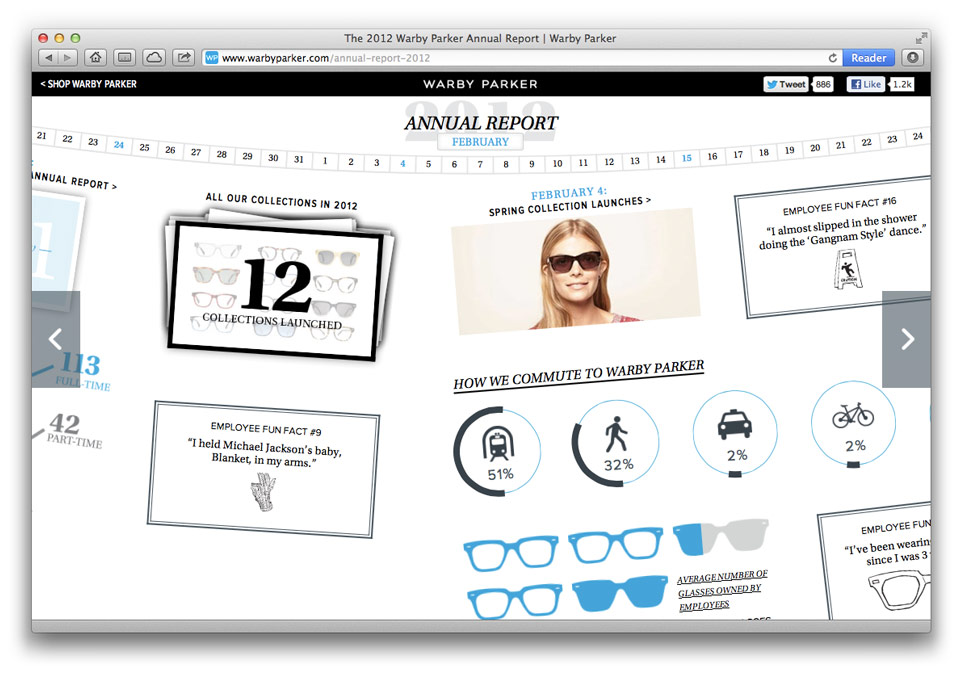 The 2012 Warby Parker Annual Report | Warby Parker
WP www.warbyparker.com/annual-report-2012
Reader
< SHOP WARBY PARKER
WARBY PARKER
Tweet 886
Like 1.2k
2012
ANNUAL REPORT
FEBRUARY
21 22 23 24 25 26 27 28 29 30 31 1 2 3 4 5 6 7 8 9 10 11 12 13 14 15 16 17 18 19 20 21 22 23 24
ANNUAL REPORT >
ALL OUR COLLECTIONS IN 2012
12
COLLECTIONS LAUNCHED
FEBRUARY 4:
SPRING COLLECTION LAUNCHES >
EMPLOYEE FUN FACT #16
“I almost slipped in the shower
doing the ‘Gangnam Style’ dance.”
CAUTION
113
FULL-TIME
42
PART-TIME
EMPLOYEE FUN FACT #9
“I held Michael Jackson’s baby,
Blanket, in my arms.”
HOW WE COMMUTE TO WARBY PARKER
51%
32%
2%
2%
AVERAGE NUMBER OF
GLASSES OWNED BY
EMPLOYEES
EMPLOYEE FUN
“I’ve been wearin
since I was 3